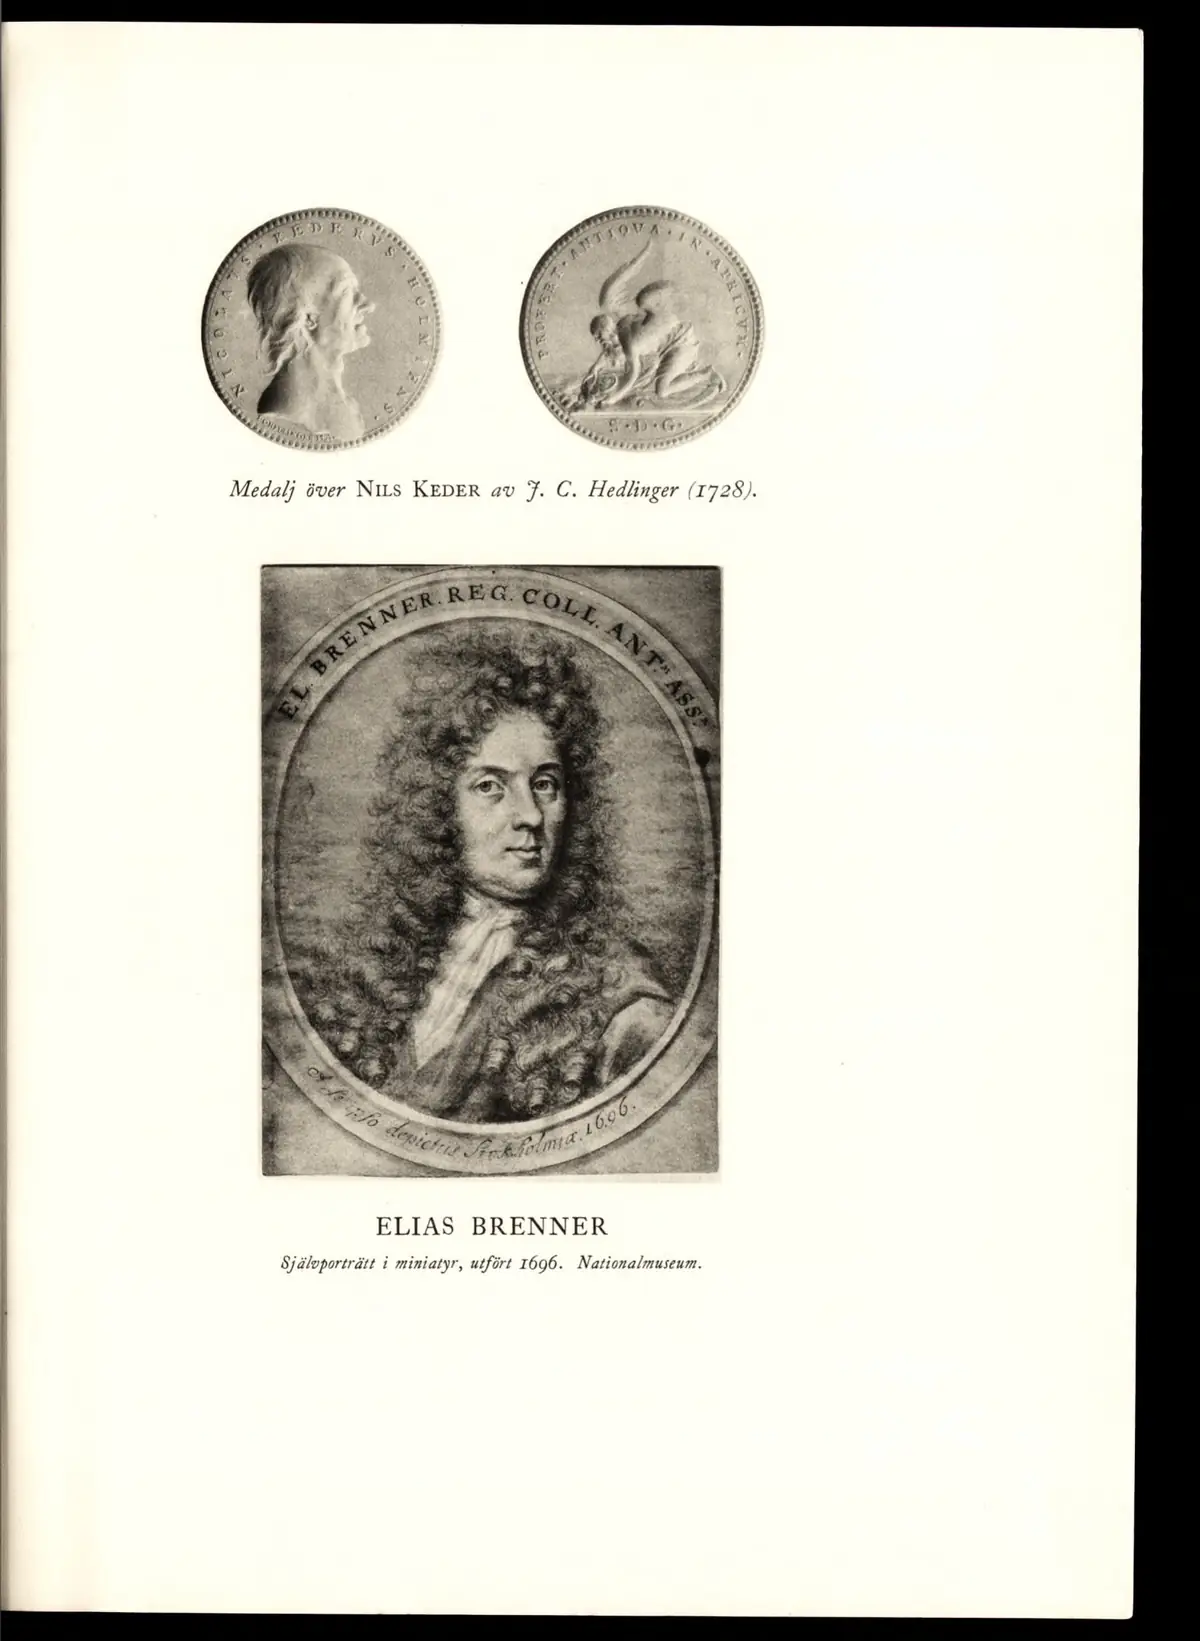 NICOLAVS · KEDERVS · HOLMIENS ·
PROFERT · ANTIQVA · IN · APRICVM ·
S · D · G ·
Medalj över NILS KEDER av J. C. Hedlinger (1728).
EL. BRENNER. REG. COLL. ANT:M ASS:R
A se ipso depictus Stockholmiæ. 1696.
ELIAS BRENNER
Självporträtt i miniatyr, utfört 1696. Nationalmuseum.